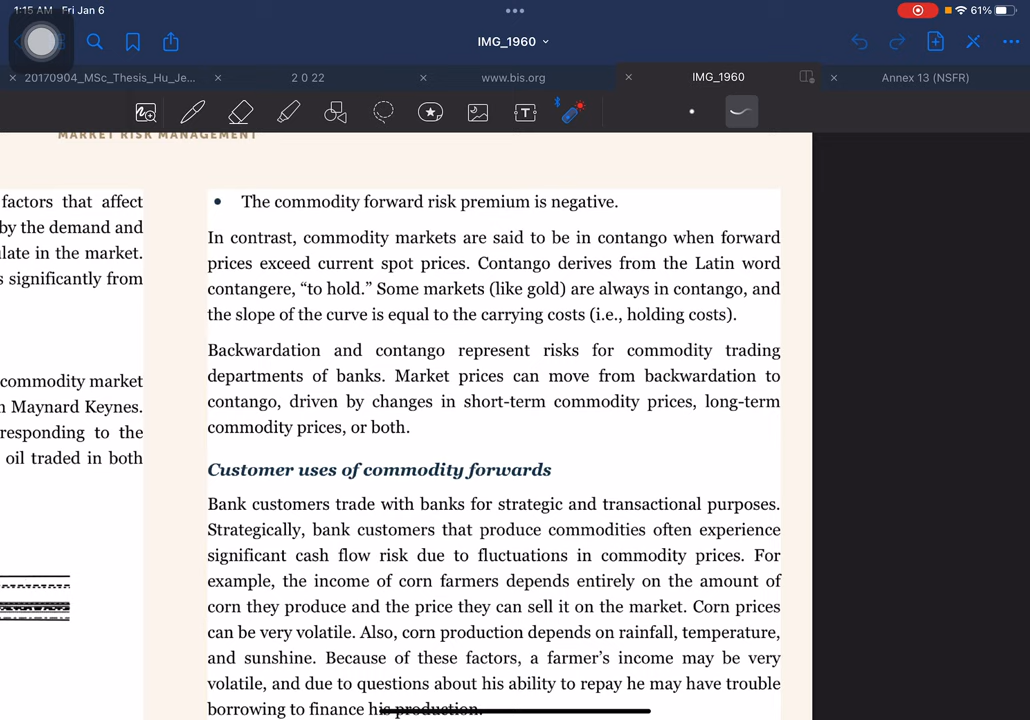 1:15 AM Fri Jan 6
61%
IMG_1960
20170904_MSc_Thesis_Hu_Je...
2 0 22
www.bis.org
IMG_1960
Annex 13 (NSFR)
T
MARKET RISK MANAGEMENT
factors that affect
by the demand and
ulate in the market.
s significantly from
commodity market
n Maynard Keynes.
responding to the
oil traded in both
• The commodity forward risk premium is negative.
In contrast, commodity markets are said to be in contango when forward
prices exceed current spot prices. Contango derives from the Latin word
contangere, “to hold.” Some markets (like gold) are always in contango, and
the slope of the curve is equal to the carrying costs (i.e., holding costs).
Backwardation and contango represent risks for commodity trading
departments of banks. Market prices can move from backwardation to
contango, driven by changes in short-term commodity prices, long-term
commodity prices, or both.
Customer uses of commodity forwards
Bank customers trade with banks for strategic and transactional purposes.
Strategically, bank customers that produce commodities often experience
significant cash flow risk due to fluctuations in commodity prices. For
example, the income of corn farmers depends entirely on the amount of
corn they produce and the price they can sell it on the market. Corn prices
can be very volatile. Also, corn production depends on rainfall, temperature,
and sunshine. Because of these factors, a farmer’s income may be very
volatile, and due to questions about his ability to repay he may have trouble
borrowing to finance his production.